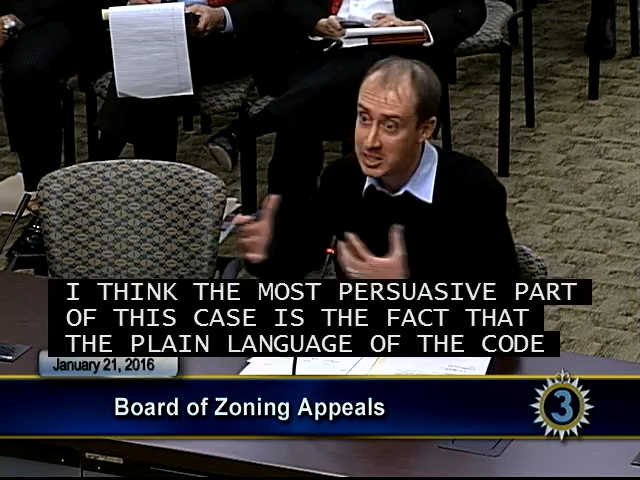 I THINK THE MOST PERSUASIVE PART
OF THIS CASE IS THE FACT THAT
THE PLAIN LANGUAGE OF THE CODE
January 21, 2016
Board of Zoning Appeals
3